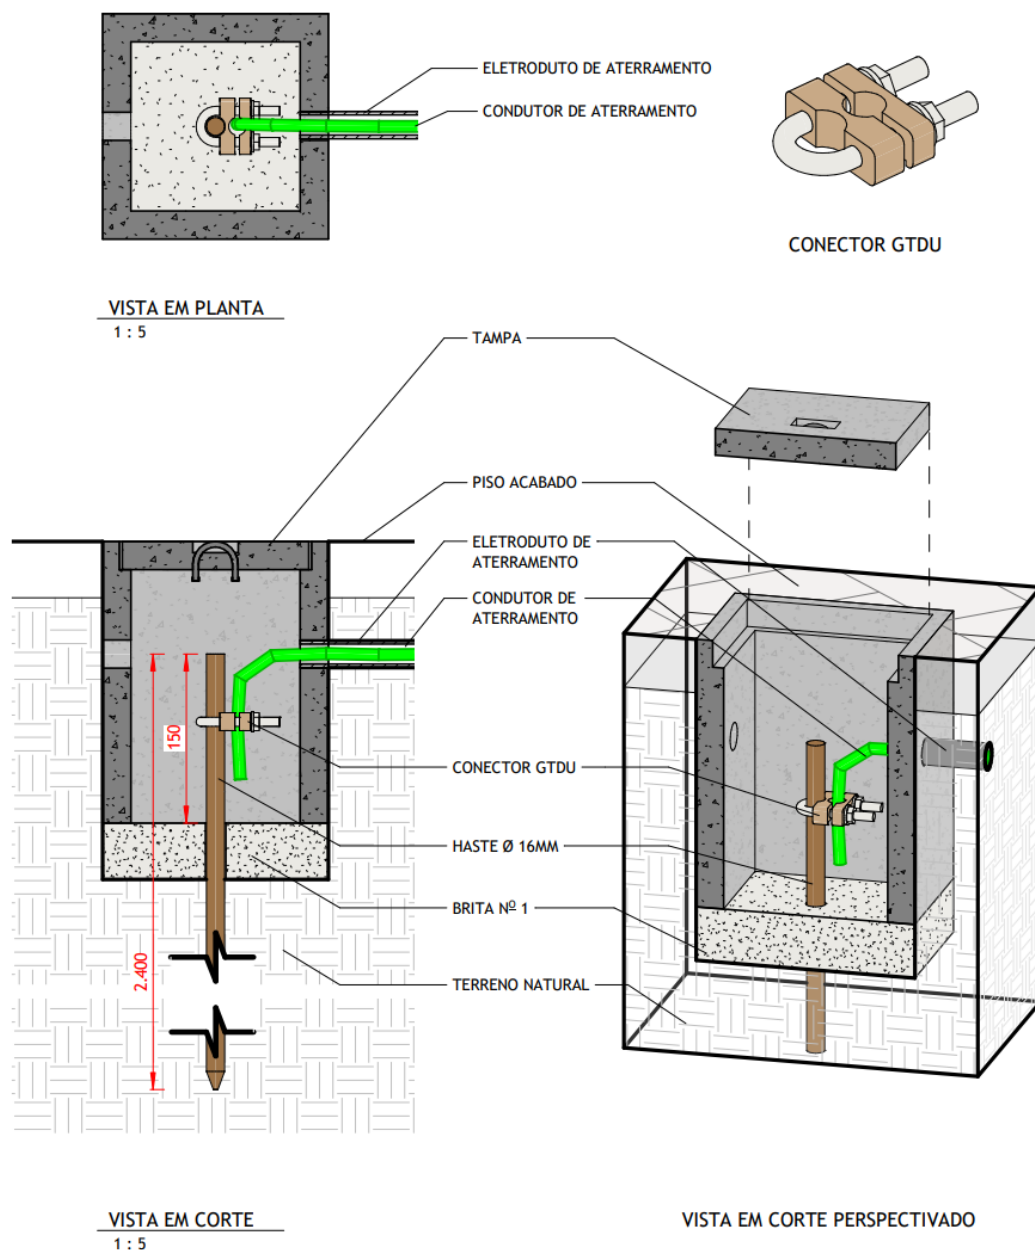 ELETRODUTO DE ATERRAMENTO
CONDUTOR DE ATERRAMENTO
CONECTOR GTDU
VISTA EM PLANTA
1 : 5
TAMPA
PISO ACABADO
ELETRODUTO DE
ATERRAMENTO
CONDUTOR DE
ATERRAMENTO
150
CONECTOR GTDU
HASTE Ø 16MM
BRITA Nº 1
2.400
TERRENO NATURAL
VISTA EM CORTE
1 : 5
VISTA EM CORTE PERSPECTIVADO